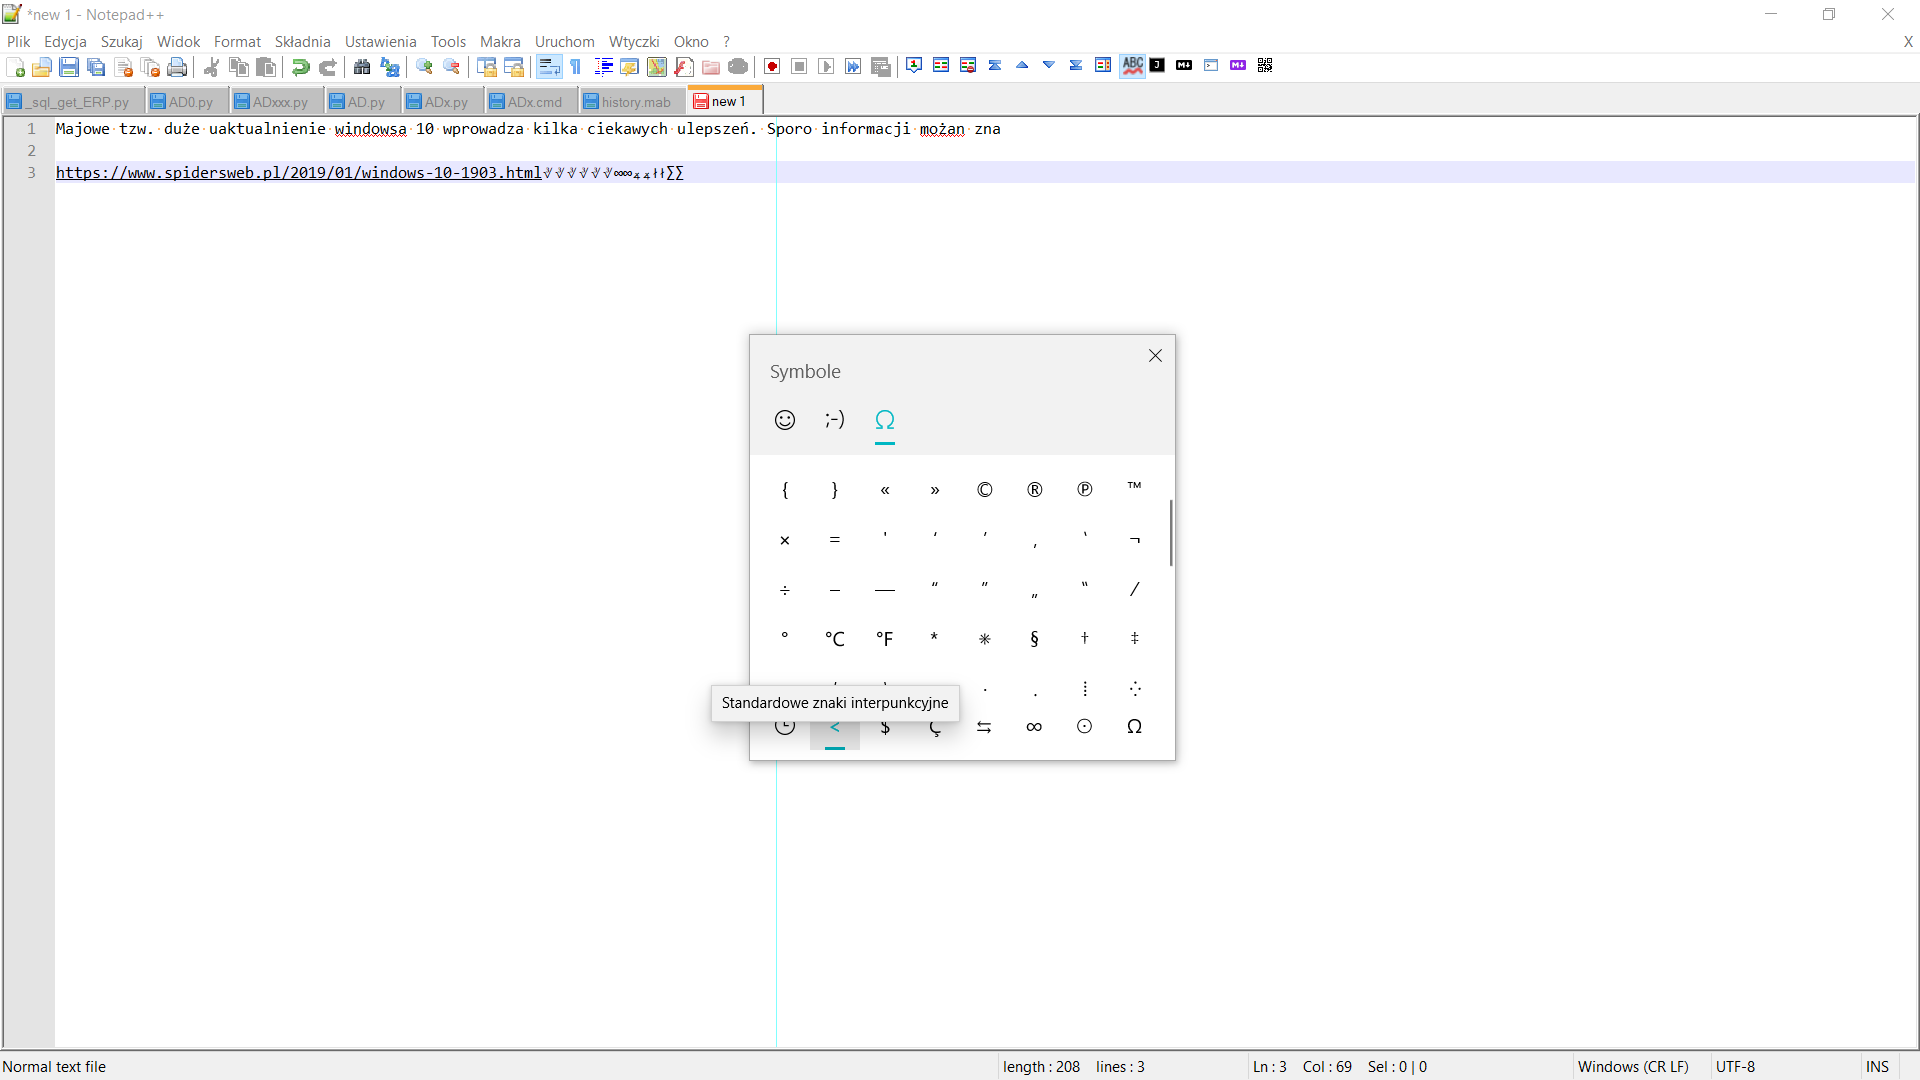 *new 1 - Notepad++
Plik Edycja Szukaj Widok Format Składnia Ustawienia Tools Makra Uruchom Wtyczki Okno ? X
_sql_get_ERP.py AD0.py ADxxx.py AD.py ADx.py ADx.cmd history.mab new 1
1 Majowe tzw. duże uaktualnienie windowsa 10 wprowadza kilka ciekawych ulepszeń. Sporo informacji możan zna
2
3 https://www.spidersweb.pl/2019/01/windows-10-1903.html
Symbole
;-) Ω
{ } « » © ® ℗ ™
× = ' ‘ ’ ‚ ‛ ¬
÷ – — “ ” „ ‟ /
° °C °F * ⁕ § † ‡
Standardowe znaki interpunkcyjne
< $ Ç ⇆ ∞ ⊙ Ω
Normal text file length : 208 lines : 3 Ln : 3 Col : 69 Sel : 0 | 0 Windows (CR LF) UTF-8 INS